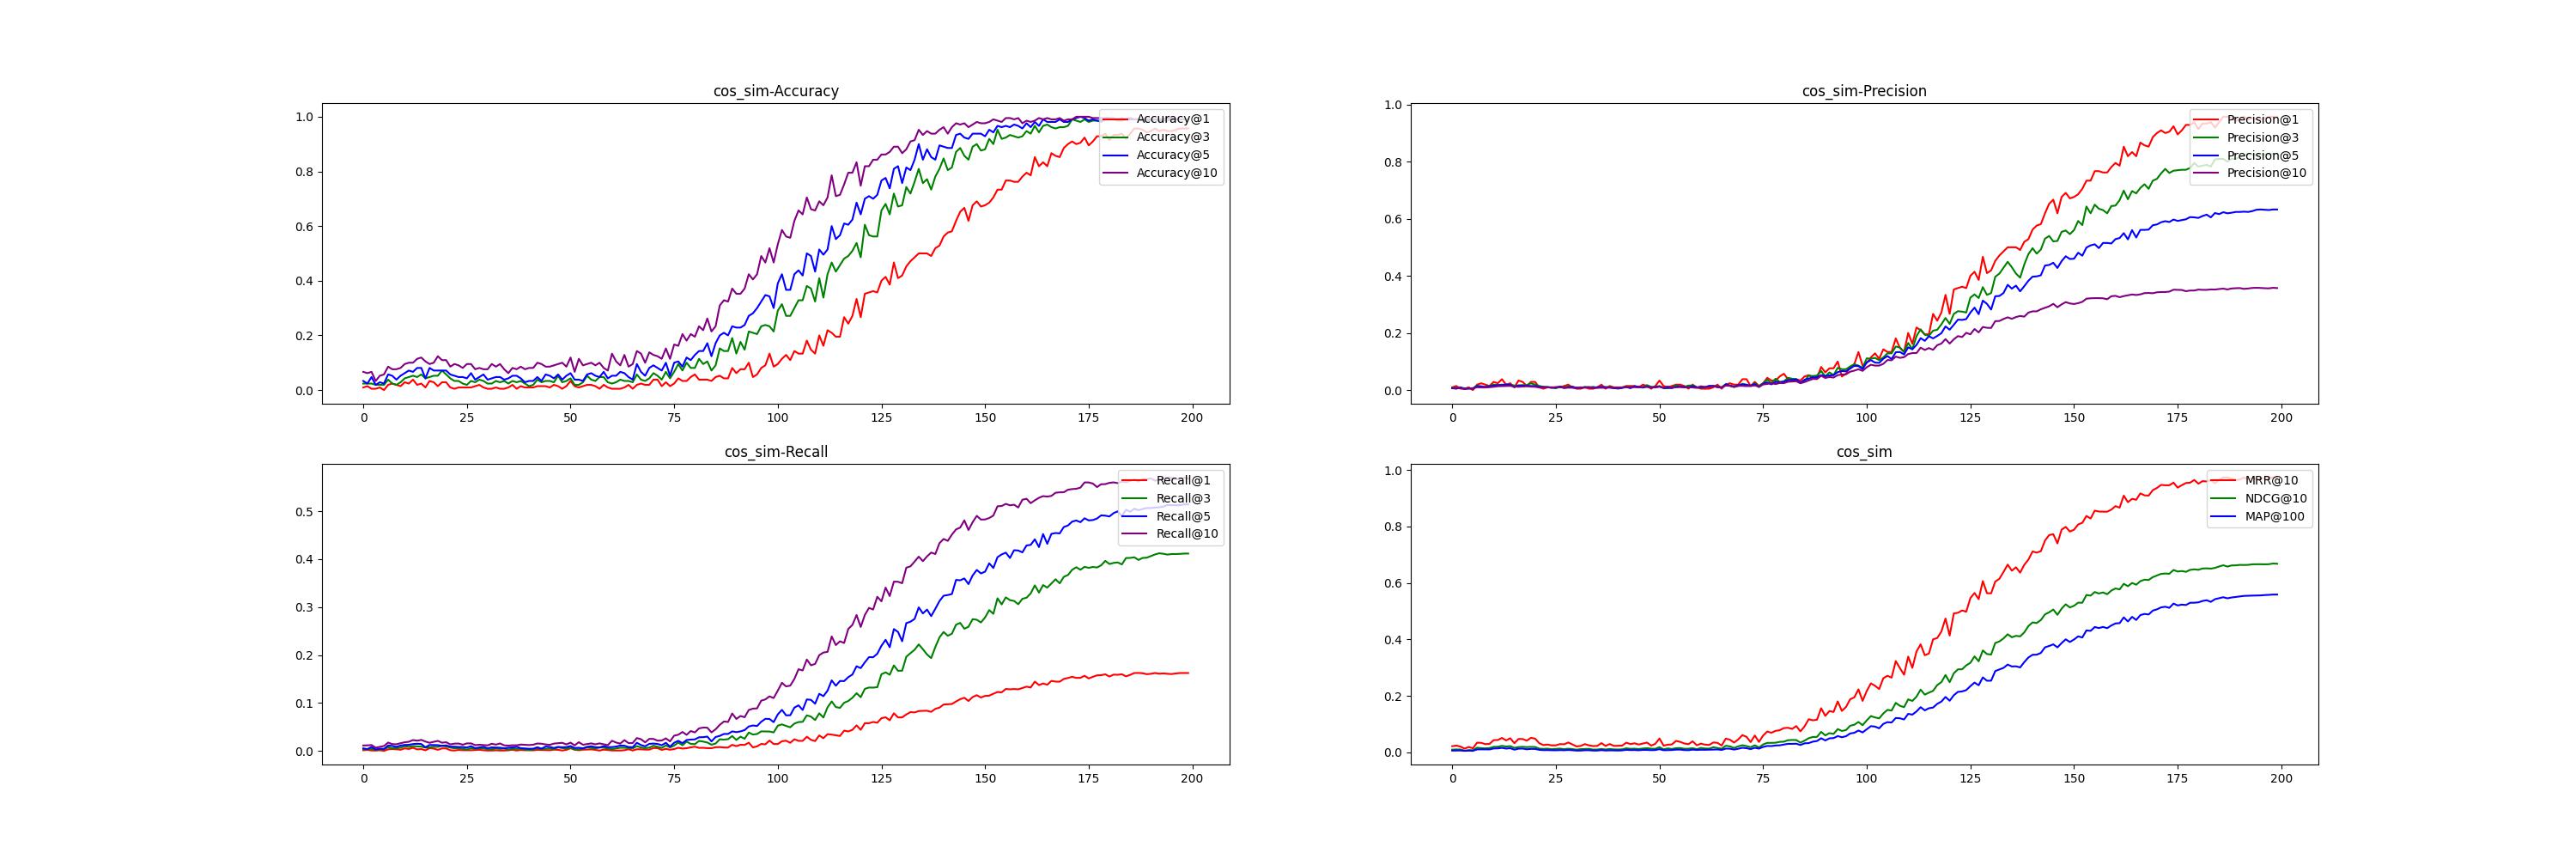 cos_sim-Accuracy
1.0
0.8
0.6
0.4
0.2
0.0
0 25 50 75 100 125 150 175 200
Accuracy@1
Accuracy@3
Accuracy@5
Accuracy@10
cos_sim-Precision
1.0
0.8
0.6
0.4
0.2
0.0
0 25 50 75 100 125 150 175 200
Precision@1
Precision@3
Precision@5
Precision@10
cos_sim-Recall
0.5
0.4
0.3
0.2
0.1
0.0
0 25 50 75 100 125 150 175 200
Recall@1
Recall@3
Recall@5
Recall@10
cos_sim
1.0
0.8
0.6
0.4
0.2
0.0
0 25 50 75 100 125 150 175 200
MRR@10
NDCG@10
MAP@100